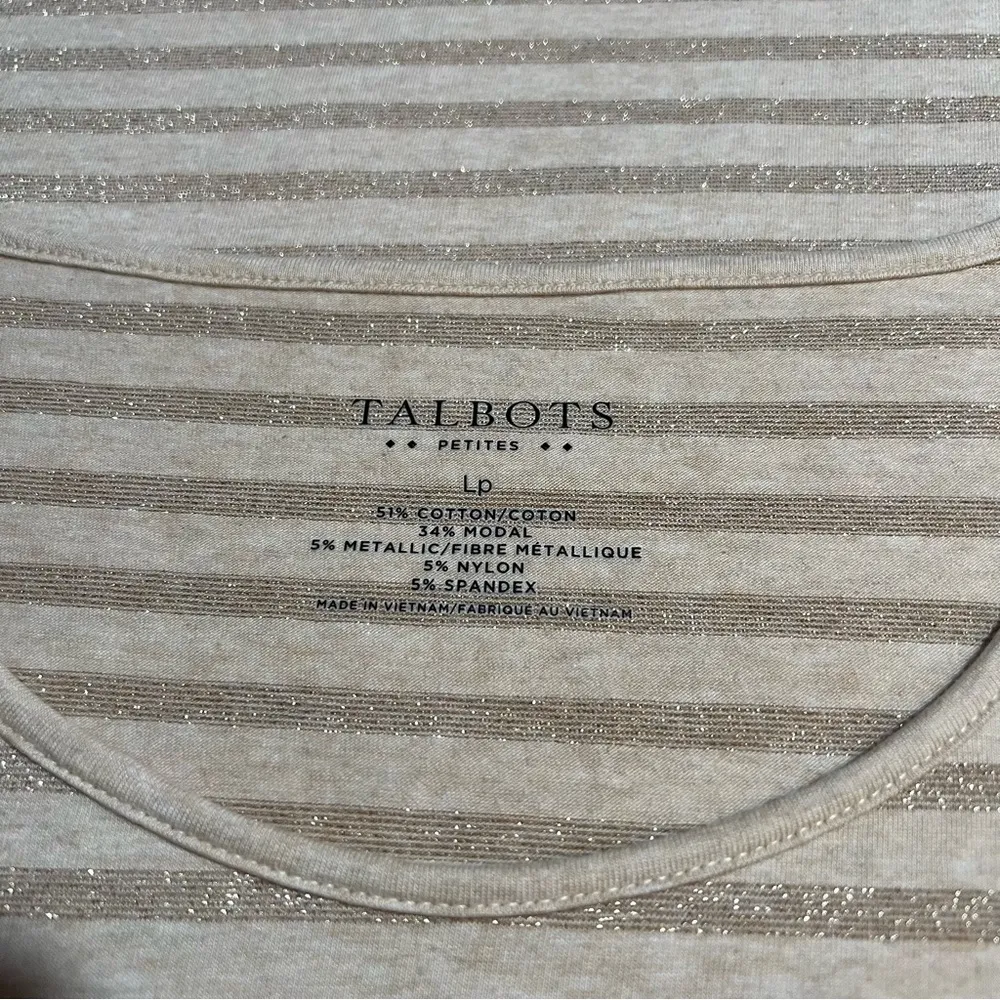 TALBOTS
PETITES
Lp
51% COTTON/COTON
34% MODAL
5% METALLIC/FIBRE MÉTALLIQUE
5% NYLON
5% SPANDEX
MADE IN VIETNAM/FABRIQUÉ AU VIETNAM